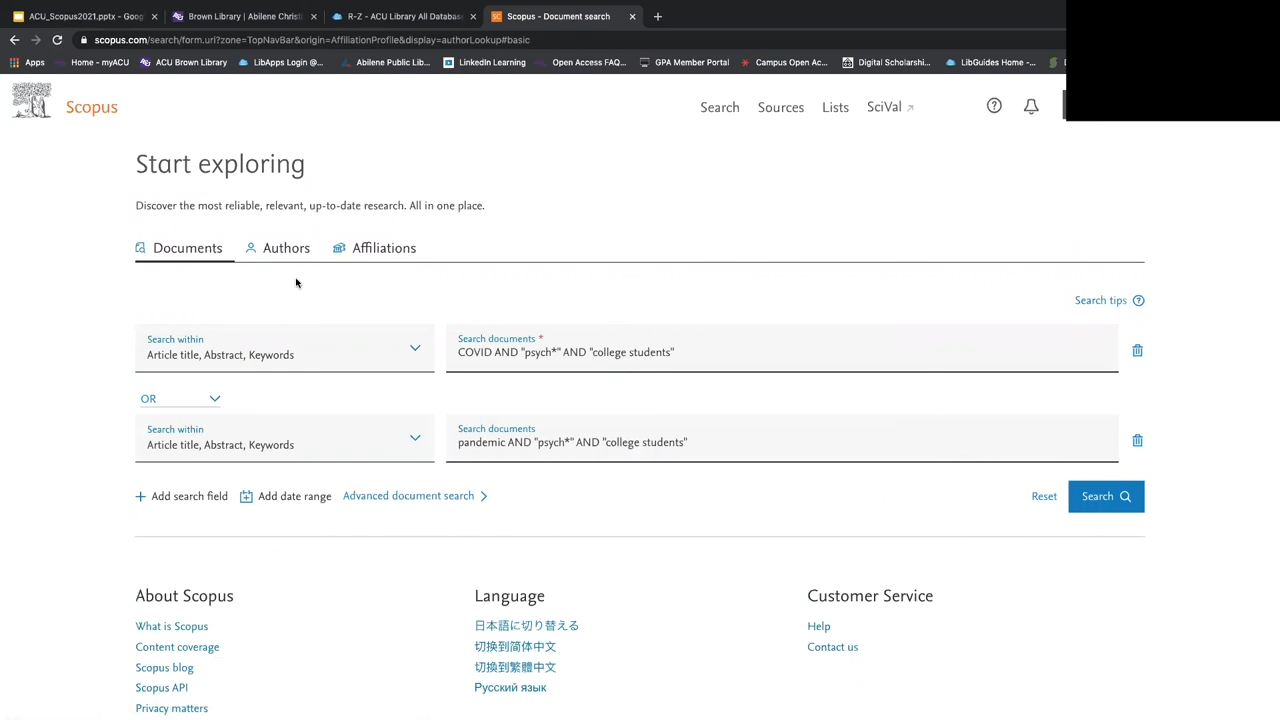 ACU_Scopus2021.pptx - Goog
Brown Library | Abilene Christi
R-Z - ACU Library All Databas
Scopus - Document search
scopus.com/search/form.uri?zone=TopNavBar&origin=AffiliationProfile&display=authorLookup#basic
Apps
Home - myACU
ACU Brown Library
LibApps Login @...
Abilene Public Lib...
LinkedIn Learning
Open Access FAQ...
GPA Member Portal
Campus Open Ac...
Digital Scholarshi...
LibGuides Home -...
Scopus
Search
Sources
Lists
SciVal
Start exploring
Discover the most reliable, relevant, up-to-date research. All in one place.
Documents
Authors
Affiliations
Search tips
Search within
Article title, Abstract, Keywords
Search documents *
COVID AND "psych*" AND "college students"
OR
Search within
Article title, Abstract, Keywords
Search documents
pandemic AND "psych*" AND "college students"
Add search field
Add date range
Advanced document search
Reset
Search
About Scopus
What is Scopus
Content coverage
Scopus blog
Scopus API
Privacy matters
Language
日本語に切り替える
切换到简体中文
切換到繁體中文
Русский язык
Customer Service
Help
Contact us